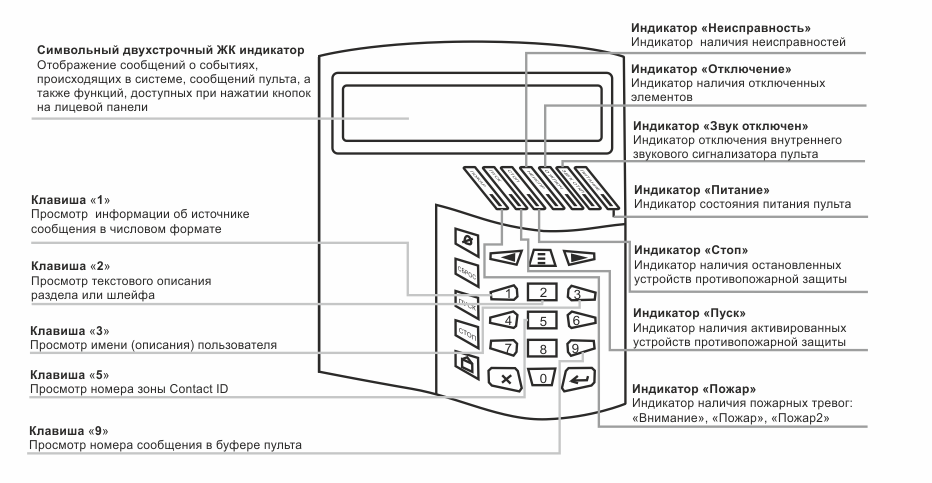 Символьный двухстрочный ЖК индикатор
Отображение сообщений о событиях,
происходящих в системе, сообщений пульта, а
также функций, доступных при нажатии кнопок
на лицевой панели
Клавиша «1»
Просмотр информации об источнике
сообщения в числовом формате
Клавиша «2»
Просмотр текстового описания
раздела или шлейфа
Клавиша «3»
Просмотр имени (описания) пользователя
Клавиша «5»
Просмотр номера зоны Contact ID
Клавиша «9»
Просмотр номера сообщения в буфере пульта
СБРОС
ПУСК
СТОП
1 2 3
4 5 6
7 8 9
0
Индикатор «Неисправность»
Индикатор наличия неисправностей
Индикатор «Отключение»
Индикатор наличия отключенных
элементов
Индикатор «Звук отключен»
Индикатор отключения внутреннего
звукового сигнализатора пульта
Индикатор «Питание»
Индикатор состояния питания пульта
Индикатор «Стоп»
Индикатор наличия остановленных
устройств противопожарной защиты
Индикатор «Пуск»
Индикатор наличия активированных
устройств противопожарной защиты
Индикатор «Пожар»
Индикатор наличия пожарных тревог:
«Внимание», «Пожар», «Пожар2»